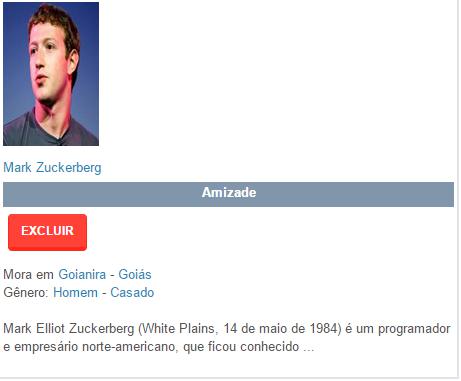 Mark Zuckerberg
Amizade
EXCLUIR
Mora em Goianira - Goiás
Gênero: Homem - Casado
Mark Elliot Zuckerberg (White Plains, 14 de maio de 1984) é um programador
e empresário norte-americano, que ficou conhecido ...